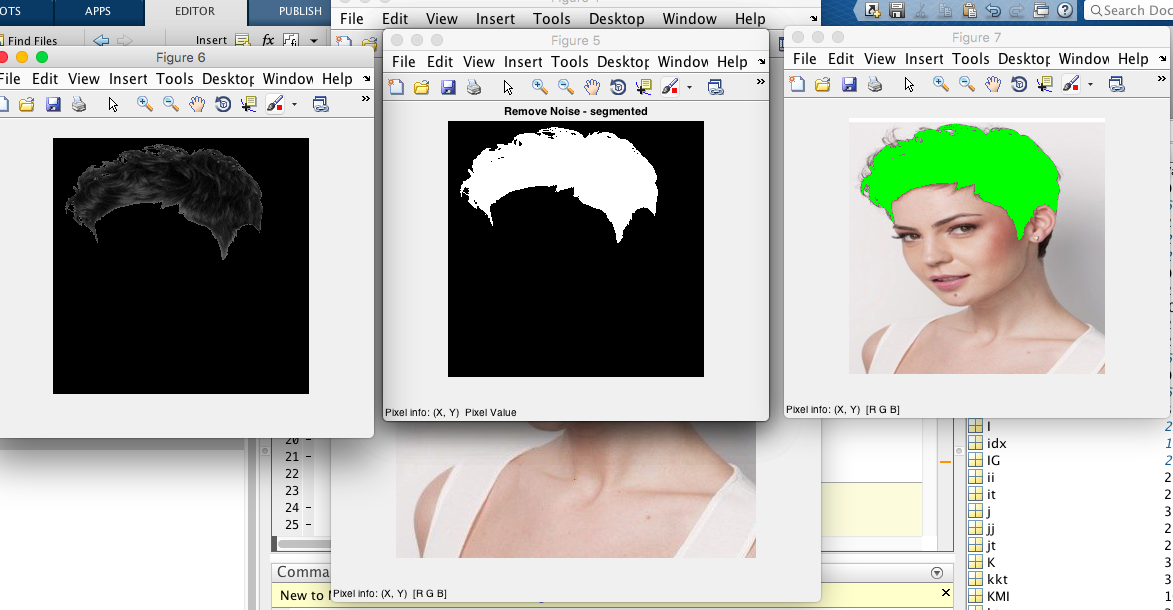 OTS APPS EDITOR PUBLISH
File Edit View Insert Tools Desktop Window Help
Search Doc
Find Files Insert fx
Figure 6
File Edit View Insert Tools Desktop Window Help
Figure 5
File Edit View Insert Tools Desktop Window Help
Remove Noise - segmented
Pixel info: (X, Y) Pixel Value
Figure 7
File Edit View Insert Tools Desktop Window Help
Pixel info: (X, Y) [R G B]
20
21
22
23
24
25
Pixel info: (X, Y) [R G B]
Comma
New to
I 2
idx 1
IG 2
ii 2
it 2
j 3
jj 2
jt 2
K 3
kkt 3
KMI 1